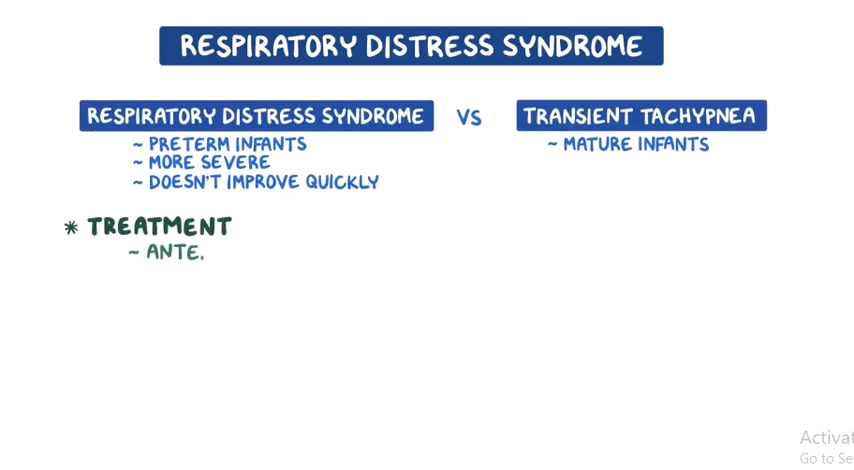 RESPIRATORY DISTRESS SYNDROME
RESPIRATORY DISTRESS SYNDROME VS TRANSIENT TACHYPNEA
~ PRETERM INFANTS ~ MATURE INFANTS
~ MORE SEVERE
~ DOESN'T IMPROVE QUICKLY
* TREATMENT
~ ANTE.
Activat
Go to Se